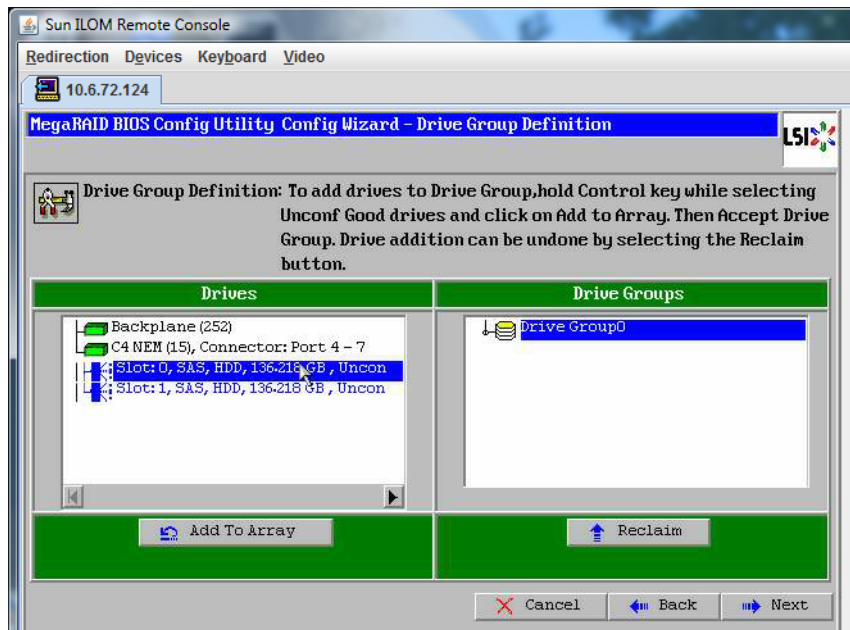 Sun ILOM Remote Console
Redirection Devices Keyboard Video
10.6.72.124
MegaRAID BIOS Config Utility Config Wizard - Drive Group Definition
LSI
Drive Group Definition: To add drives to Drive Group,hold Control key while selecting
Unconf Good drives and click on Add to Array. Then Accept Drive
Group. Drive addition can be undone by selecting the Reclaim
button.
Drives
Backplane (252)
C4 NEM (15), Connector: Port 4 - 7
Slot: 0, SAS, HDD, 136.218 GB , Uncon
Slot: 1, SAS, HDD, 136.218 GB , Uncon
Add To Array
Drive Groups
Drive Group0
Reclaim
Cancel
Back
Next